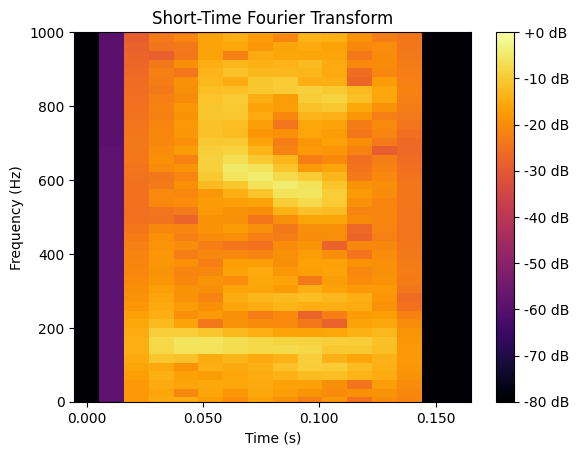 Short-Time Fourier Transform
Frequency (Hz)
1000
800
600
400
200
0
0.000
0.050
0.100
0.150
Time (s)
+0 dB
-10 dB
-20 dB
-30 dB
-40 dB
-50 dB
-60 dB
-70 dB
-80 dB